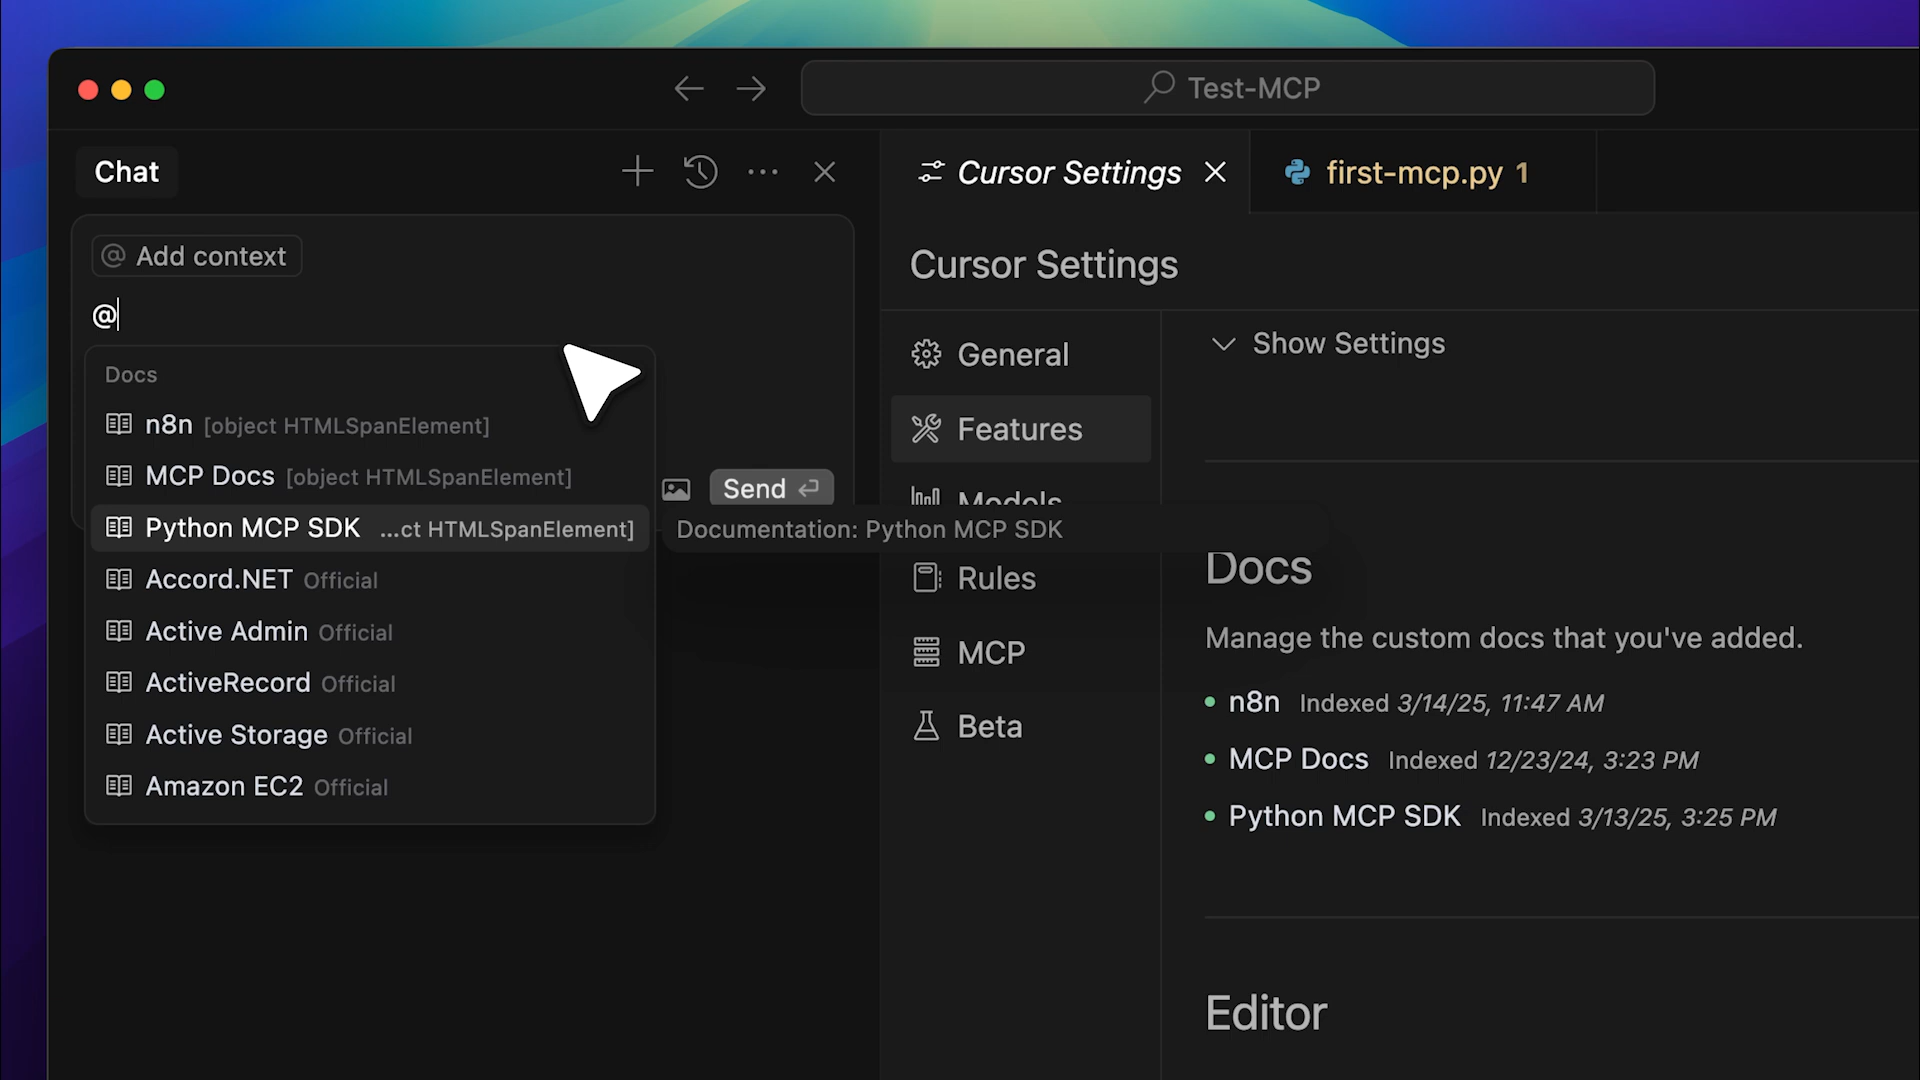 Test-MCP
Chat
Cursor Settings
first-mcp.py 1
@ Add context
@
Docs
n8n [object HTMLSpanElement]
MCP Docs [object HTMLSpanElement]
Python MCP SDK ...ct HTMLSpanElement]
Accord.NET Official
Active Admin Official
ActiveRecord Official
Active Storage Official
Amazon EC2 Official
Send
Documentation: Python MCP SDK
Cursor Settings
General
Features
Models
Rules
MCP
Beta
Show Settings
Docs
Manage the custom docs that you've added.
n8n Indexed 3/14/25, 11:47 AM
MCP Docs Indexed 12/23/24, 3:23 PM
Python MCP SDK Indexed 3/13/25, 3:25 PM
Editor